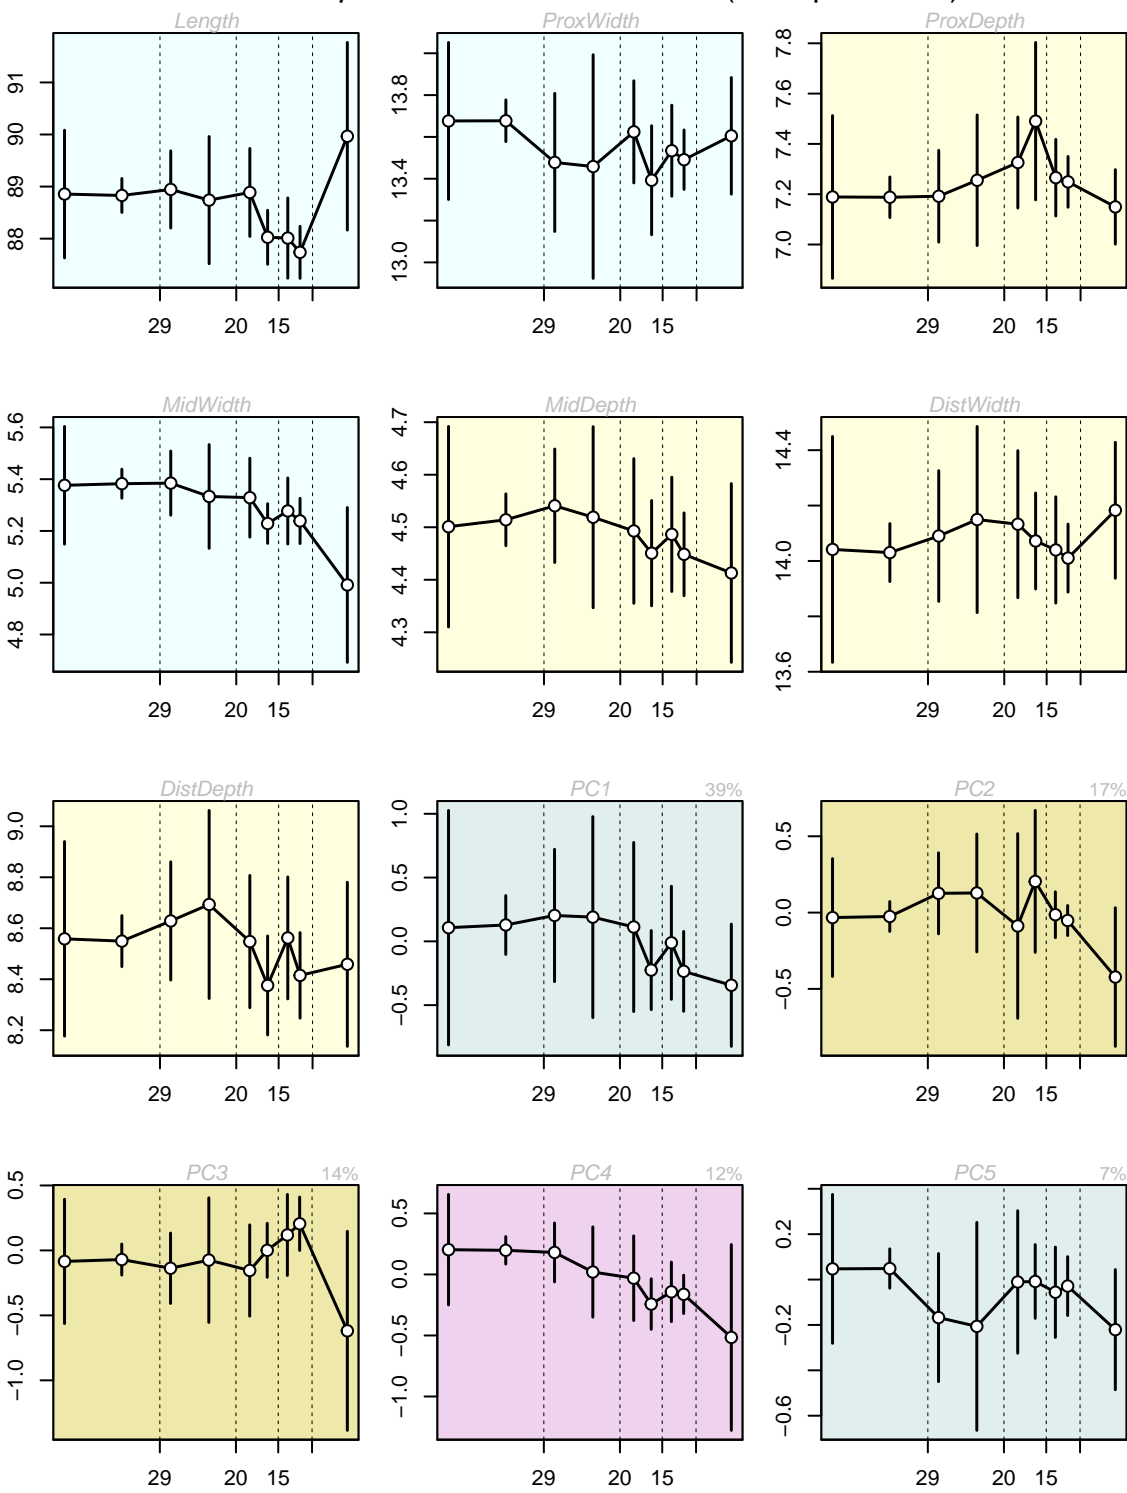 Length
91
90
89
88
29 20 15
ProxWidth
13.8
13.4
13.0
29 20 15
ProxDepth
7.8
7.6
7.4
7.2
7.0
29 20 15
MidWidth
5.6
5.4
5.2
5.0
4.8
29 20 15
MidDepth
4.7
4.6
4.5
4.4
4.3
29 20 15
DistWidth
14.4
14.0
13.6
29 20 15
DistDepth
9.0
8.8
8.6
8.4
8.2
29 20 15
PC1 39%
1.0
0.5
0.0
−0.5
29 20 15
PC2 17%
0.5
0.0
−0.5
29 20 15
PC3 14%
0.5
0.0
−0.5
−1.0
29 20 15
PC4 12%
0.5
0.0
−0.5
−1.0
29 20 15
PC5 7%
0.2
−0.2
−0.6
29 20 15